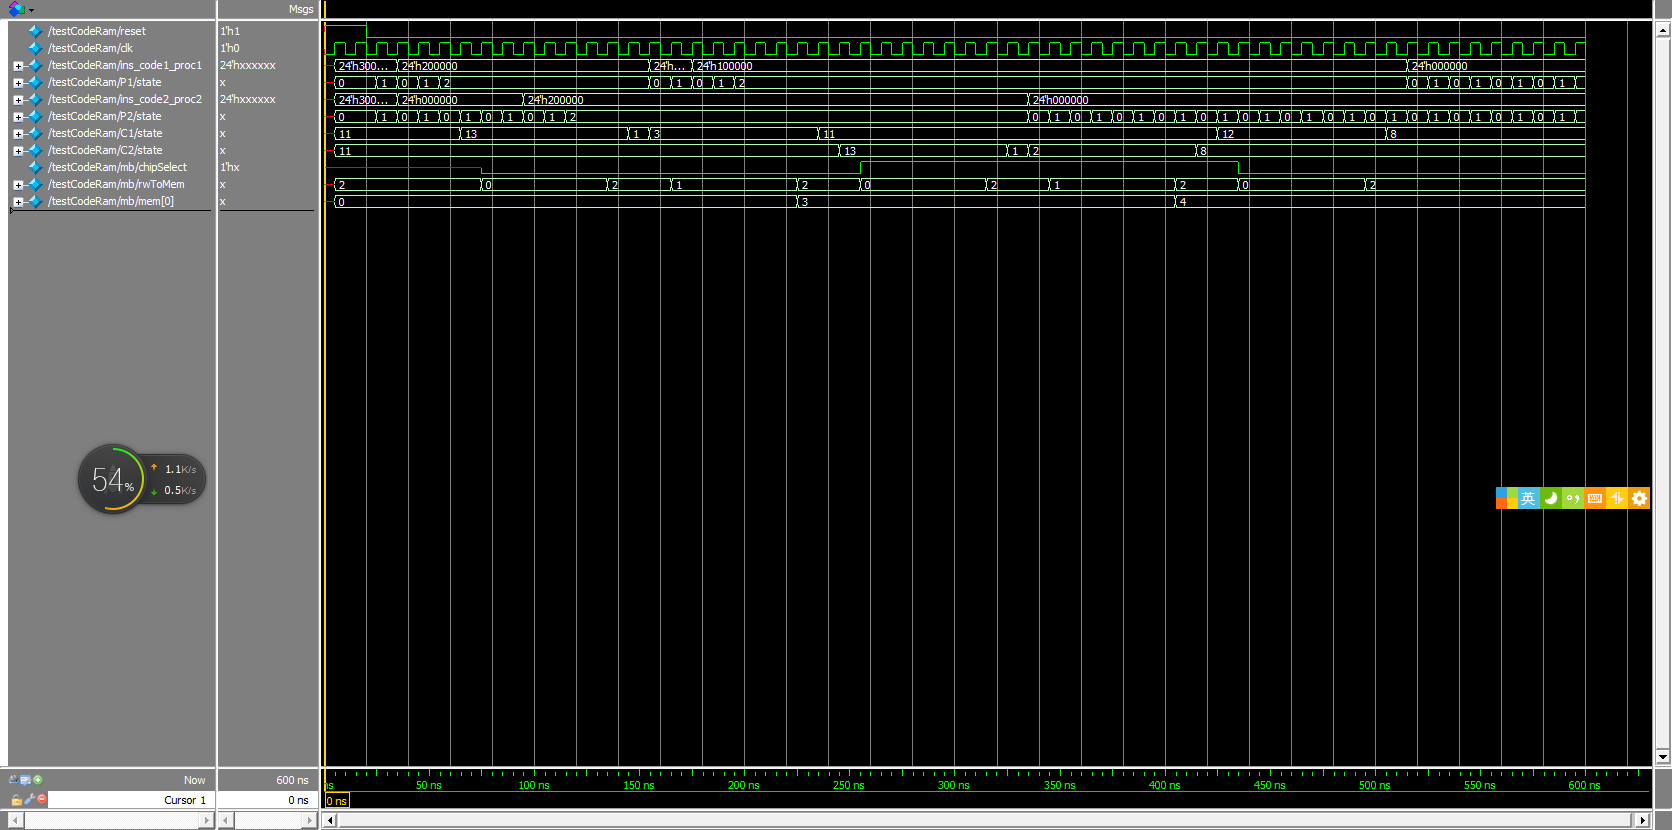 Msgs
/testCodeRam/reset 1'h1
/testCodeRam/clk 1'h0
/testCodeRam/ins_code1_proc1 24'hxxxxxx 24'h300... 24'h200000 24'h... 24'h100000 24'h000000
/testCodeRam/P1/state x 0 1 0 1 2 0 1 0 1 2 0 1 0 1 0 1 0 1
/testCodeRam/ins_code2_proc2 24'hxxxxxx 24'h300... 24'h000000 24'h200000 24'h000000
/testCodeRam/P2/state x 0 1 0 1 0 1 0 1 0 1 2 0 1 0 1 0 1 0 1 0 1 0 1 0 1 0 1 0 1 0 1 0 1 0 1 0 1
/testCodeRam/C1/state x 11 13 1 3 11 12 8
/testCodeRam/C2/state x 11 13 1 2 8
/testCodeRam/mb/chipSelect 1'hx
/testCodeRam/mb/rwToMem x 2 0 2 1 2 0 2 1 2 0 2
/testCodeRam/mb/mem[0] x 0 3 4
54% 1.1K/s
0.5K/s
英
Now 600 ns
ns 50 ns 100 ns 150 ns 200 ns 250 ns 300 ns 350 ns 400 ns 450 ns 500 ns 550 ns 600 ns
Cursor 1 0 ns 0 ns